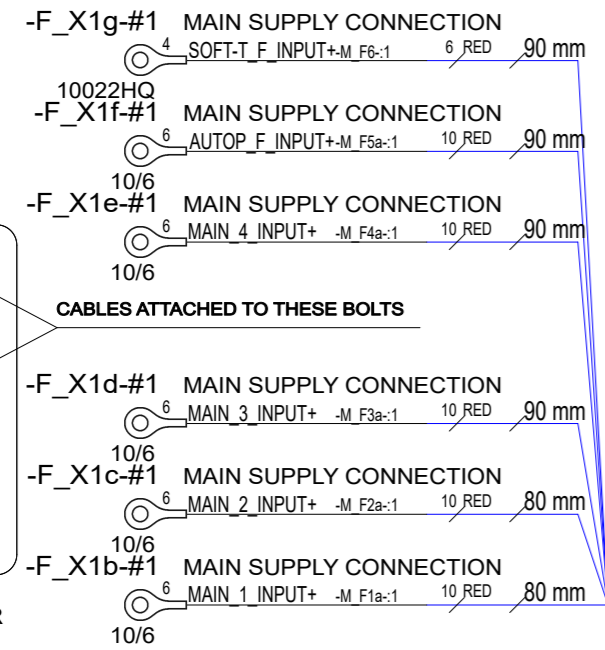 -F_X1g-#1 MAIN SUPPLY CONNECTION
4 SOFT-T_F_INPUT+-M_F6-:1 6 RED 90 mm
10022HQ
-F_X1f-#1 MAIN SUPPLY CONNECTION
6 AUTOP_F_INPUT+-M_F5a-:1 10 RED 90 mm
10/6
-F_X1e-#1 MAIN SUPPLY CONNECTION
6 MAIN_4_INPUT+ -M_F4a-:1 10 RED 90 mm
10/6
CABLES ATTACHED TO THESE BOLTS
-F_X1d-#1 MAIN SUPPLY CONNECTION
6 MAIN_3_INPUT+ -M_F3a-:1 10 RED 90 mm
10/6
-F_X1c-#1 MAIN SUPPLY CONNECTION
6 MAIN_2_INPUT+ -M_F2a-:1 10 RED 80 mm
10/6
-F_X1b-#1 MAIN SUPPLY CONNECTION
6 MAIN_1_INPUT+ -M_F1a-:1 10 RED 80 mm
R
10/6